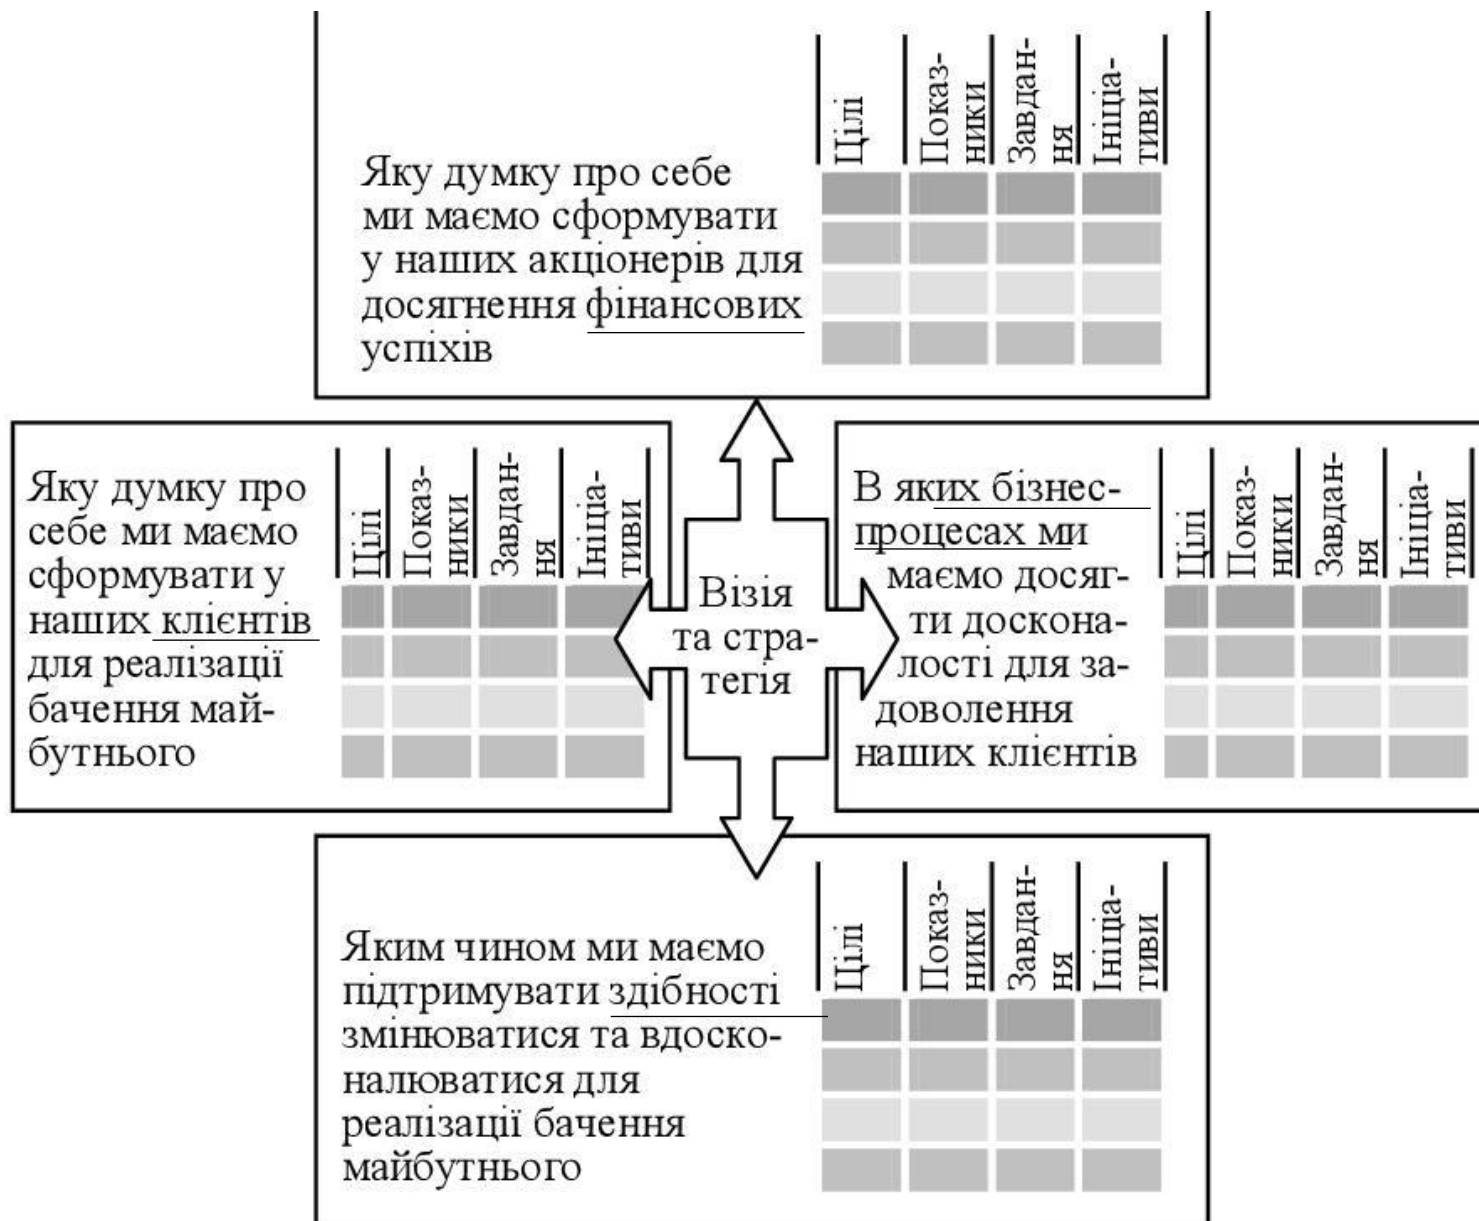 Яку думку про себе
ми маємо сформувати
у наших акціонерів для
досягнення фінансових
успіхів
Цілі
Показ-
ники
Завдан-
ня
Ініціа-
тиви
Яку думку про
себе ми маємо
сформувати у
наших клієнтів
для реалізації
бачення май-
бутнього
Цілі
Показ-
ники
Завдан-
ня
Ініціа-
тиви
Візія
та стра-
тегія
В яких бізнес-
процесах ми
маємо досяг-
ти доскона-
лості для за-
доволення
наших клієнтів
Цілі
Показ-
ники
Завдан-
ня
Ініціа-
тиви
Яким чином ми маємо
підтримувати здібності
змінюватися та вдоско-
налюватися для
реалізації бачення
майбутнього
Цілі
Показ-
ники
Завдан-
ня
Ініціа-
тиви